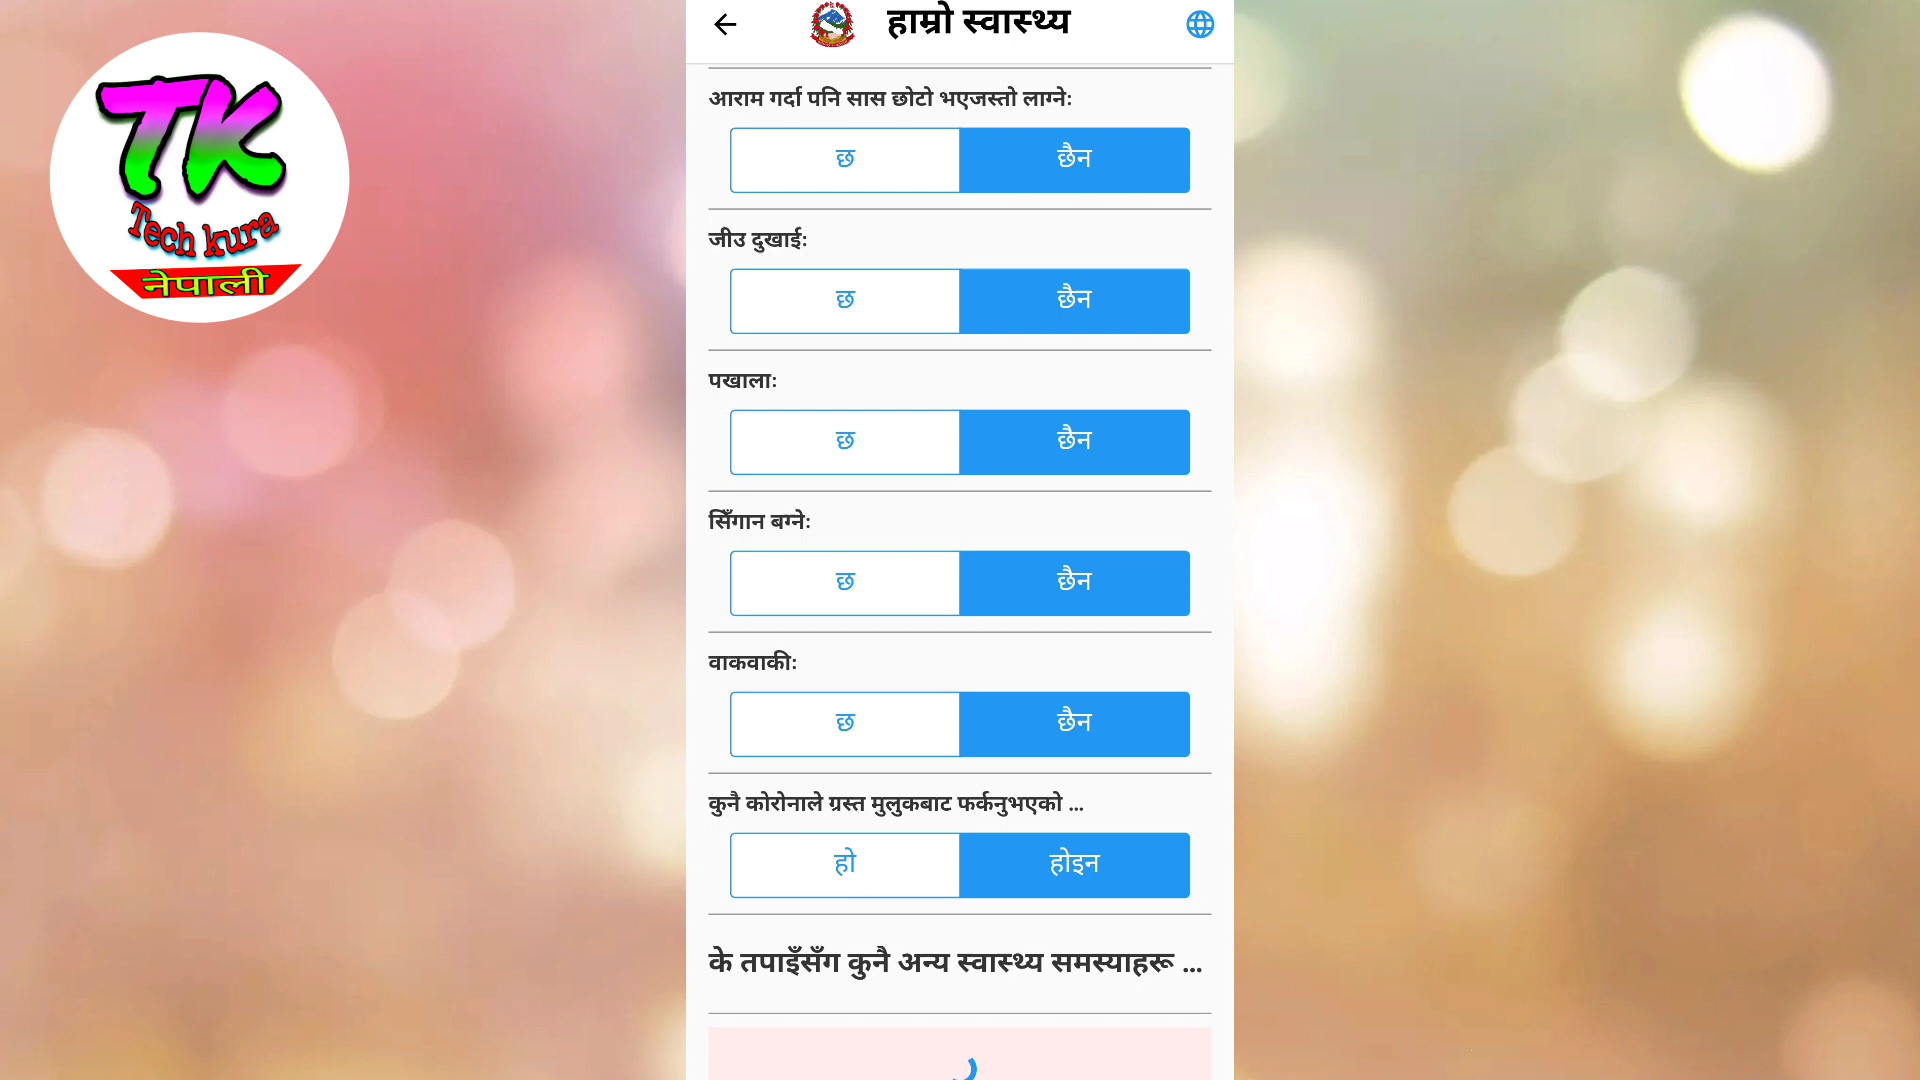 TK
Tech kura
नेपाली
हाम्रो स्वास्थ्य
आराम गर्दा पनि सास छोटो भएजस्तो लाग्ने:
छ
छैन
जीउ दुखाई:
छ
छैन
पखाला:
छ
छैन
सिँगान बग्ने:
छ
छैन
वाकवाकी:
छ
छैन
कुनै कोरोनाले ग्रस्त मुलुकबाट फर्कनुभएको ...
हो
होइन
के तपाइँसँग कुनै अन्य स्वास्थ्य समस्याहरू ...